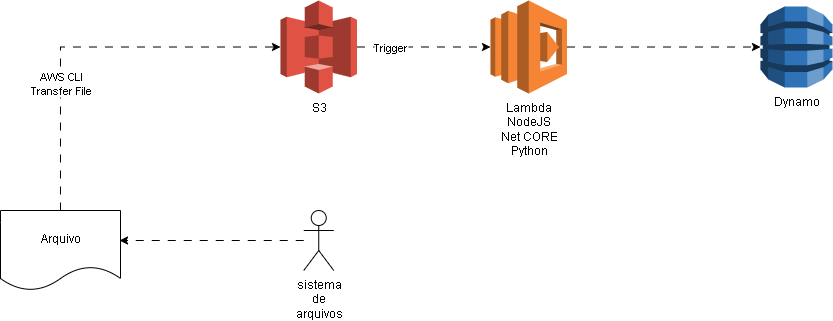 AWS CLI
Transfer File
S3
Trigger
Lambda
NodeJS
Net CORE
Python
Dynamo
Arquivo
sistema
de
arquivos